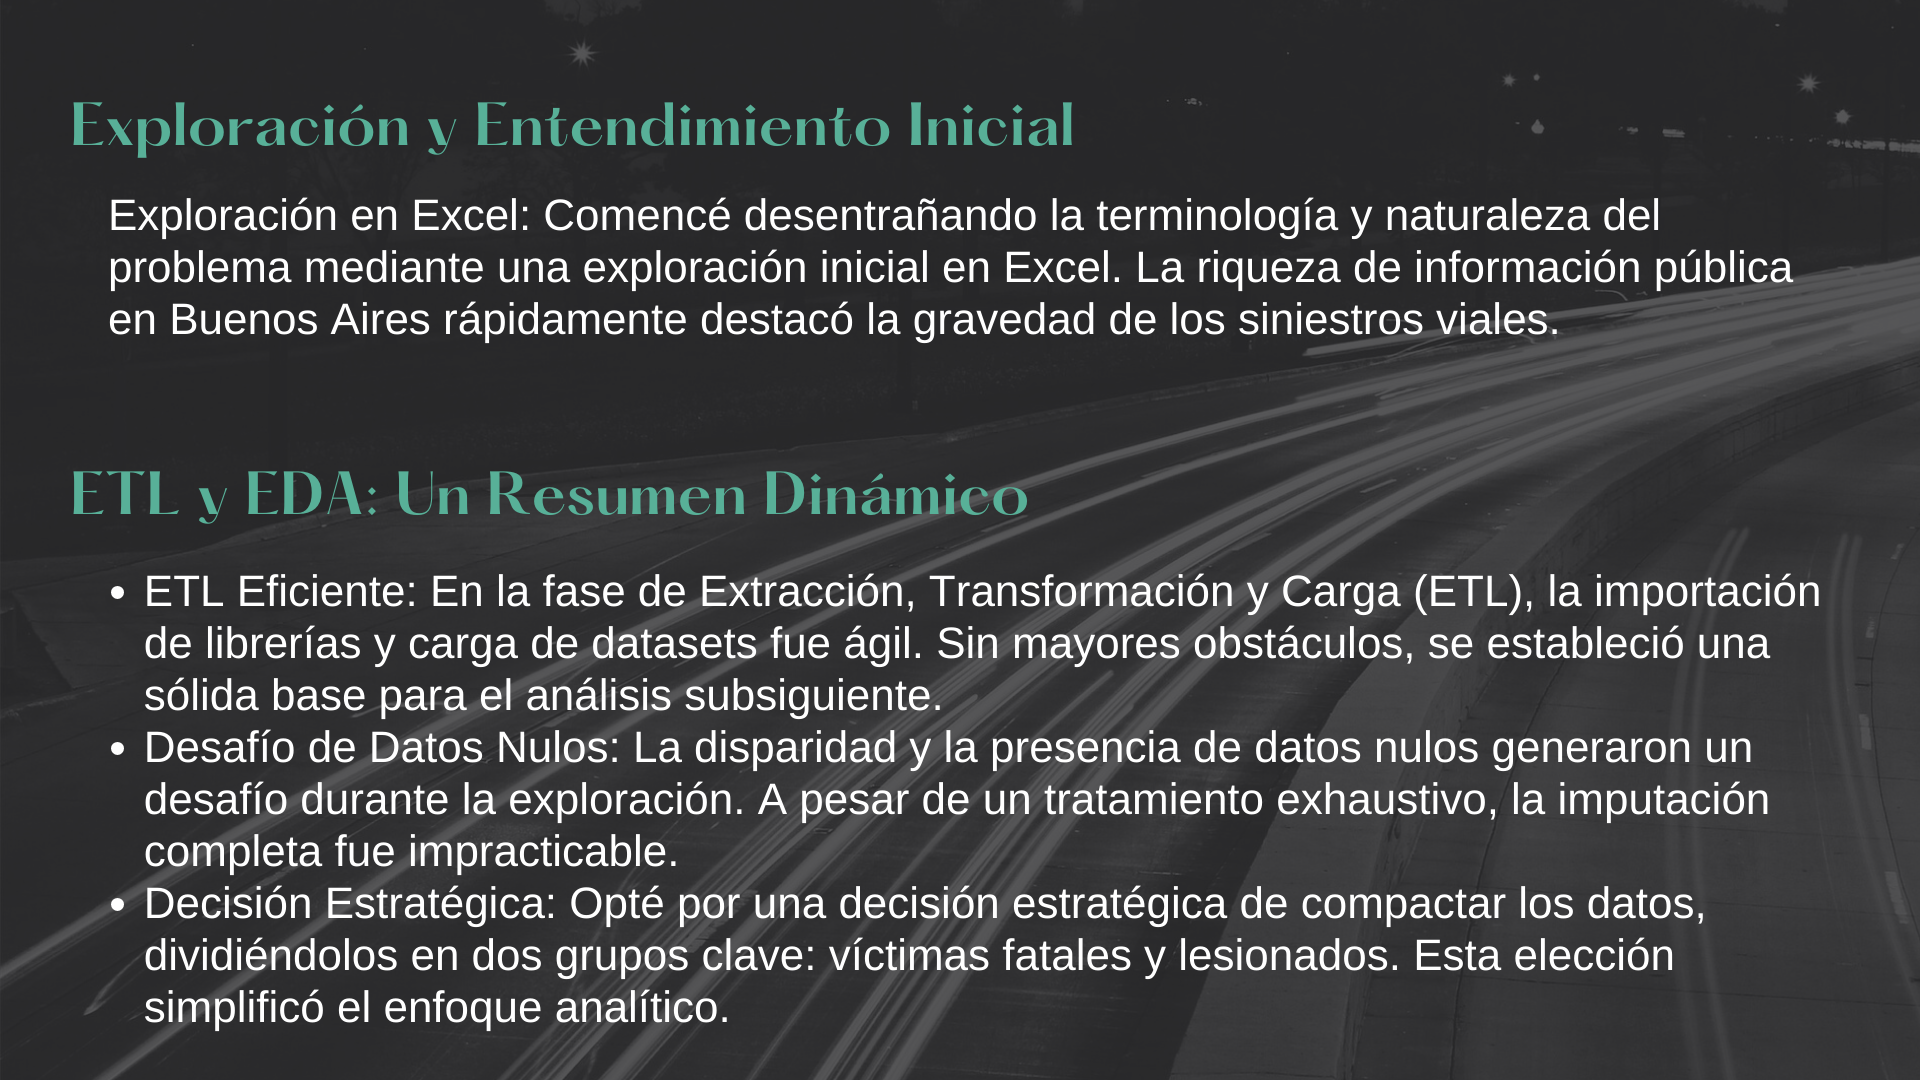 Exploración y Entendimiento Inicial
Exploración en Excel: Comencé desentrañando la terminología y naturaleza del
problema mediante una exploración inicial en Excel. La riqueza de información pública
en Buenos Aires rápidamente destacó la gravedad de los siniestros viales.
ETL y EDA: Un Resumen Dinámico
• ETL Eficiente: En la fase de Extracción, Transformación y Carga (ETL), la importación
de librerías y carga de datasets fue ágil. Sin mayores obstáculos, se estableció una
sólida base para el análisis subsiguiente.
• Desafío de Datos Nulos: La disparidad y la presencia de datos nulos generaron un
desafío durante la exploración. A pesar de un tratamiento exhaustivo, la imputación
completa fue impracticable.
• Decisión Estratégica: Opté por una decisión estratégica de compactar los datos,
dividiéndolos en dos grupos clave: víctimas fatales y lesionados. Esta elección
simplificó el enfoque analítico.